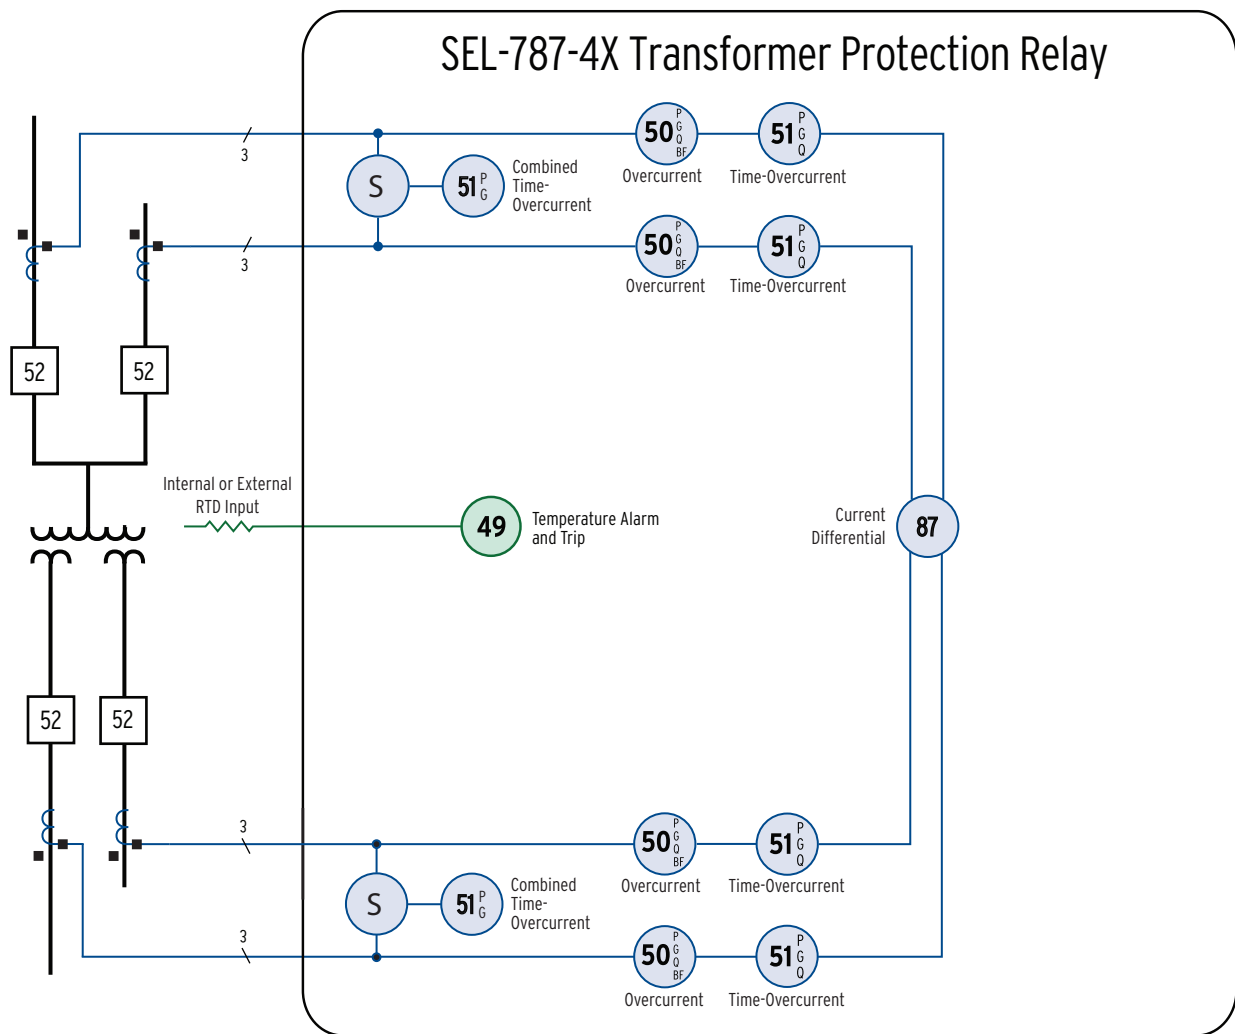 SEL-787-4X Transformer Protection Relay
3
50 P G Q BF
Overcurrent
51 P G Q
Time-Overcurrent
S
51 P G
Combined
Time-
Overcurrent
3
50 P G Q BF
Overcurrent
51 P G Q
Time-Overcurrent
52
52
Internal or External
RTD Input
49
Temperature Alarm
and Trip
Current
Differential
87
52
52
3
50 P G Q BF
Overcurrent
51 P G Q
Time-Overcurrent
S
51 P G
Combined
Time-
Overcurrent
3
50 P G Q BF
Overcurrent
51 P G Q
Time-Overcurrent